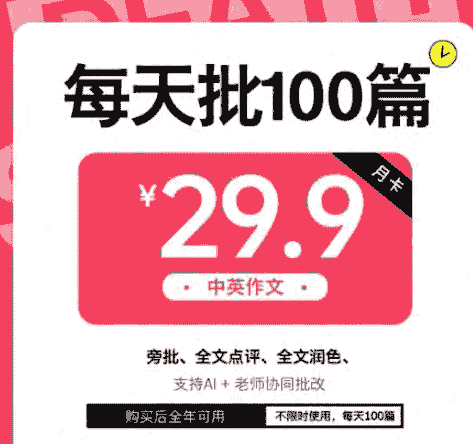 每天批100篇
月卡
¥29.9
• 中英作文 •
旁批、全文点评、全文润色、
支持AI + 老师协同批改
购买后全年可用 不限时使用，每天100篇